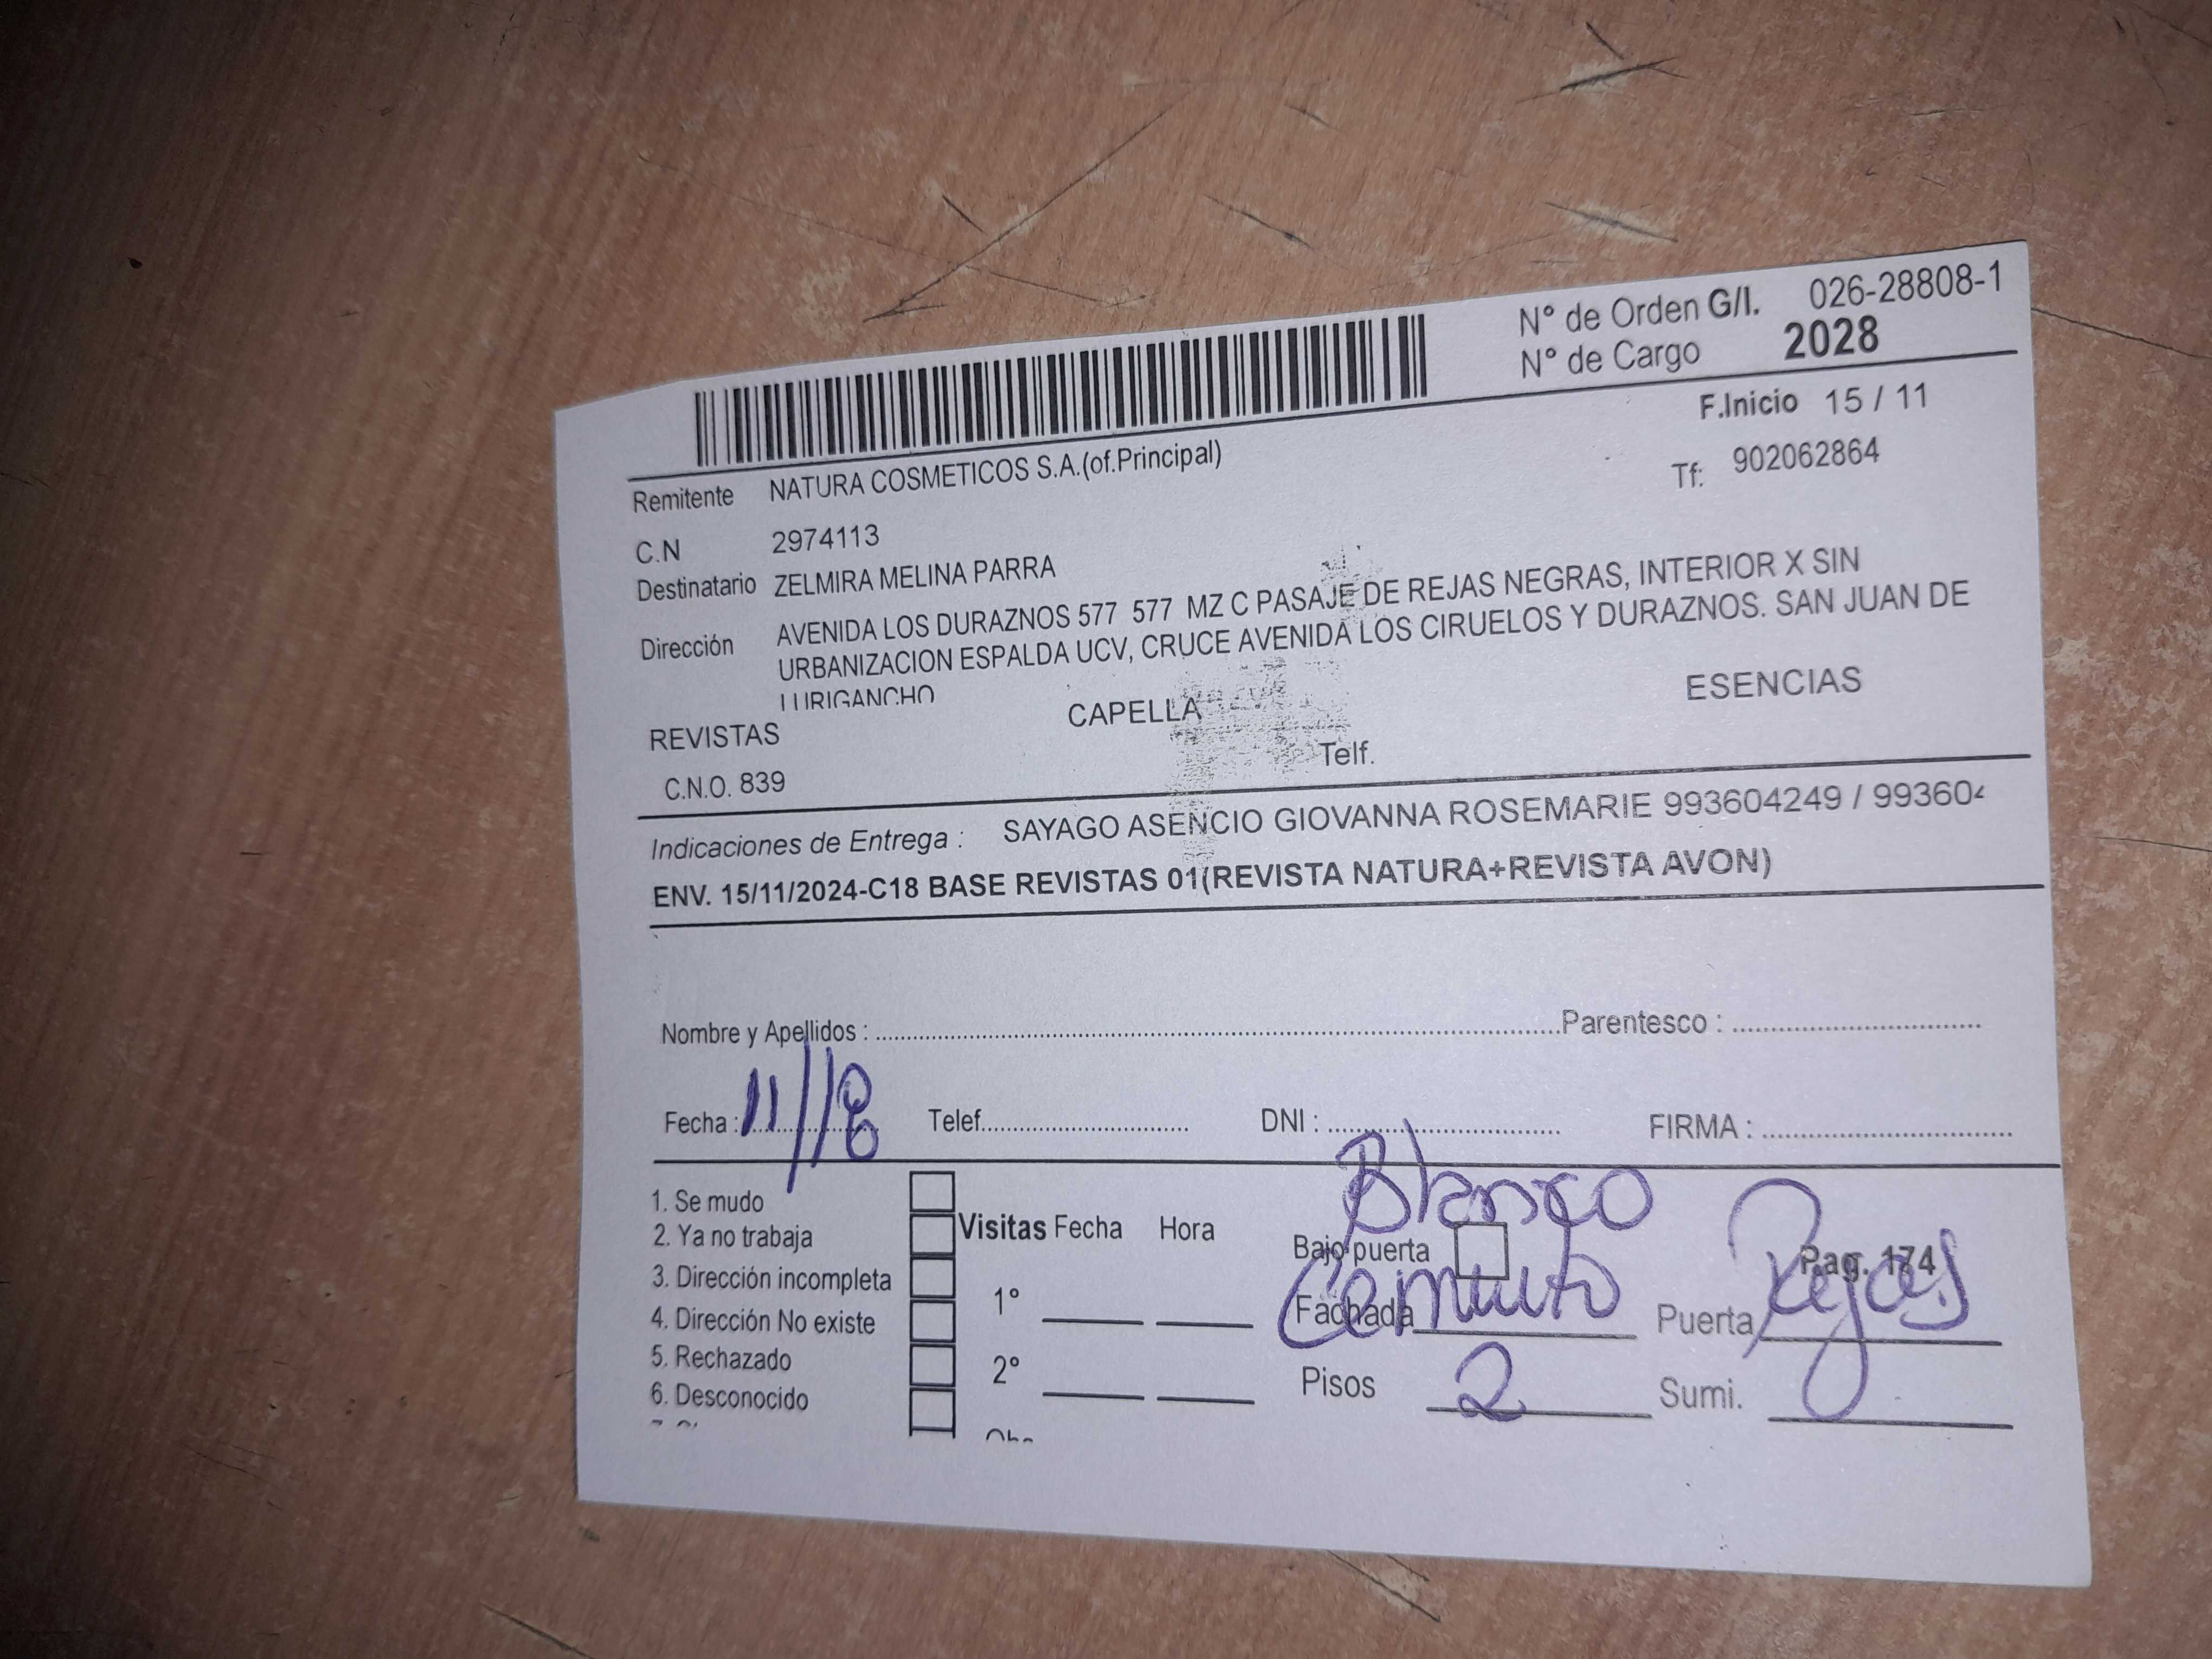 N° de Orden G/I. 026-28808-1
N° de Cargo 2028
F.Inicio 15 / 11
Remitente NATURA COSMETICOS S.A.(of.Principal)
Tf: 902062864
C.N 2974113
Destinatario ZELMIRA MELINA PARRA
Dirección AVENIDA LOS DURAZNOS 577 577 MZ C PASAJE DE REJAS NEGRAS, INTERIOR X SIN
URBANIZACION ESPALDA UCV, CRUCE AVENIDA LOS CIRUELOS Y DURAZNOS. SAN JUAN DE
LURIGANCHO
REVISTAS CAPELLA ESENCIAS
C.N.O. 839 Telf.
Indicaciones de Entrega : SAYAGO ASENCIO GIOVANNA ROSEMARIE 993604249 / 993604
ENV. 15/11/2024-C18 BASE REVISTAS 01(REVISTA NATURA+REVISTA AVON)
Nombre y Apellidos : Parentesco :
Fecha : 11/18 Telef. DNI : FIRMA :
1. Se mudo
2. Ya no trabaja
3. Dirección incompleta
4. Dirección No existe
5. Rechazado
6. Desconocido
Visitas Fecha Hora
1°
2°
Blanco
Bajo puerta
Pag. 174
Fachada Cemento Puerta Rejas
Pisos 2 Sumi.